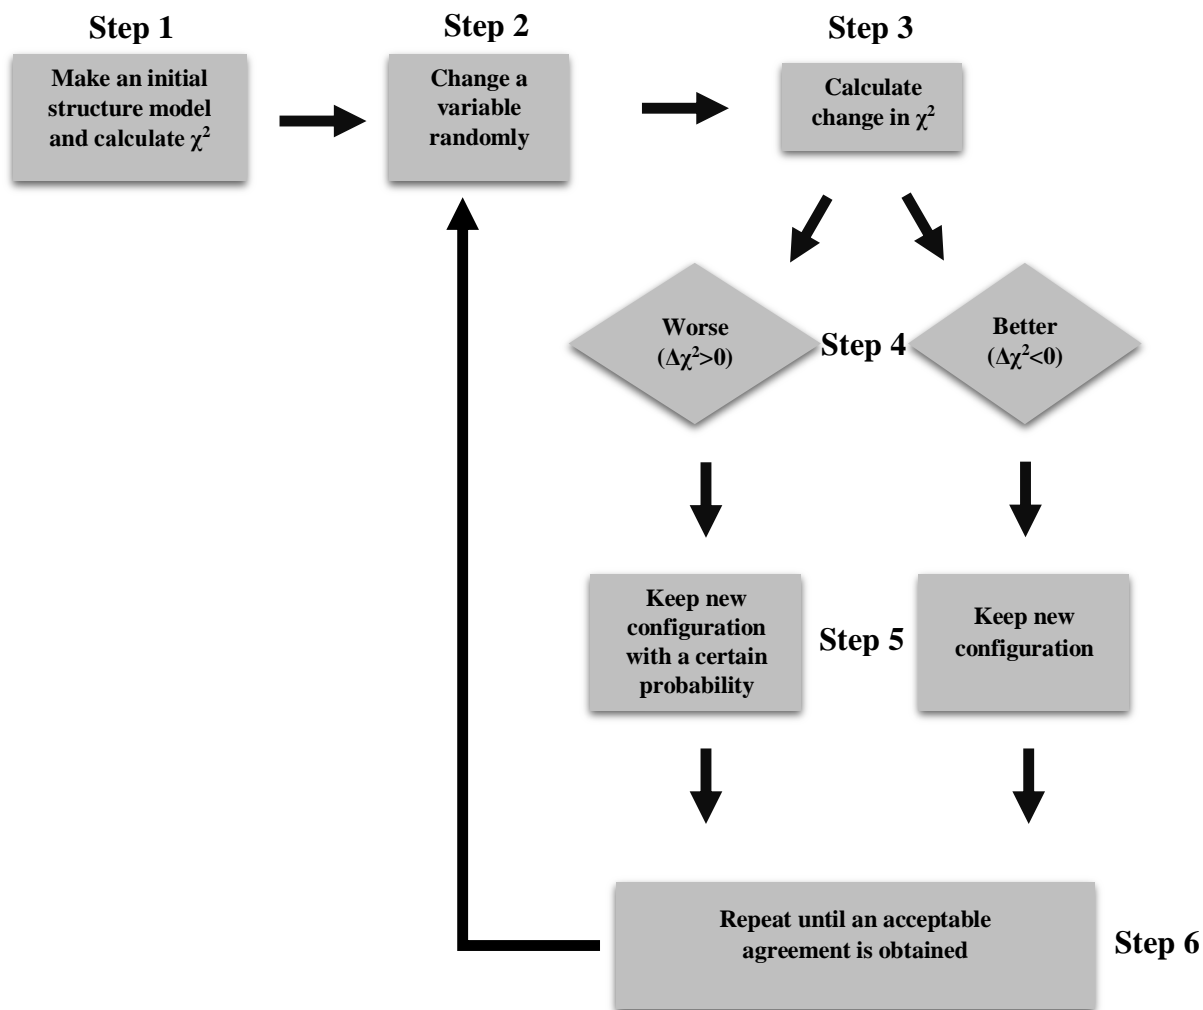 Step 1
Make an initial
structure model
and calculate χ²
Step 2
Change a
variable
randomly
Step 3
Calculate
change in χ²
Worse
(Δχ²>0)
Step 4
Better
(Δχ²<0)
Keep new
configuration
with a certain
probability
Step 5
Keep new
configuration
Repeat until an acceptable
agreement is obtained
Step 6